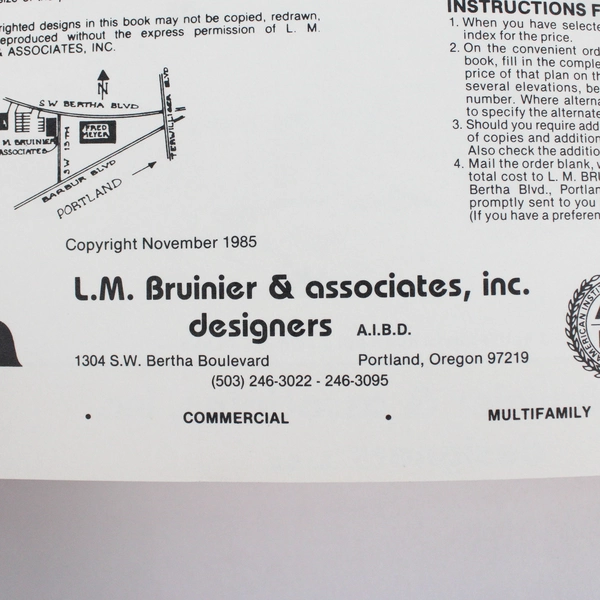 righted designs in this book may not be copied, redrawn,
eproduced without the express permission of L. M.
& ASSOCIATES, INC.
N
S W BERTHA BLVD
TERWILLIGER BLVD
FRED
MEYER
M. BRUINIER
ASSOCIATES
S W 13TH
BARBUR BLVD
PORTLAND
Copyright November 1985
L.M. Bruinier & associates, inc.
designers A.I.B.D.
1304 S.W. Bertha Boulevard Portland, Oregon 97219
(503) 246-3022 - 246-3095
• COMMERCIAL • MULTIFAMILY
INSTRUCTIONS F
1. When you have selecte
index for the price.
2. On the convenient ord
book, fill in the comple
price of that plan on th
several elevations, be
number. Where alterna
to specify the alternate
3. Should you require add
of copies and addition
Also check the additio
4. Mail the order blank, w
total cost to L. M. BRU
Bertha Blvd., Portlan
promptly sent to you
(If you have a preferen
AMERICAN INSTI